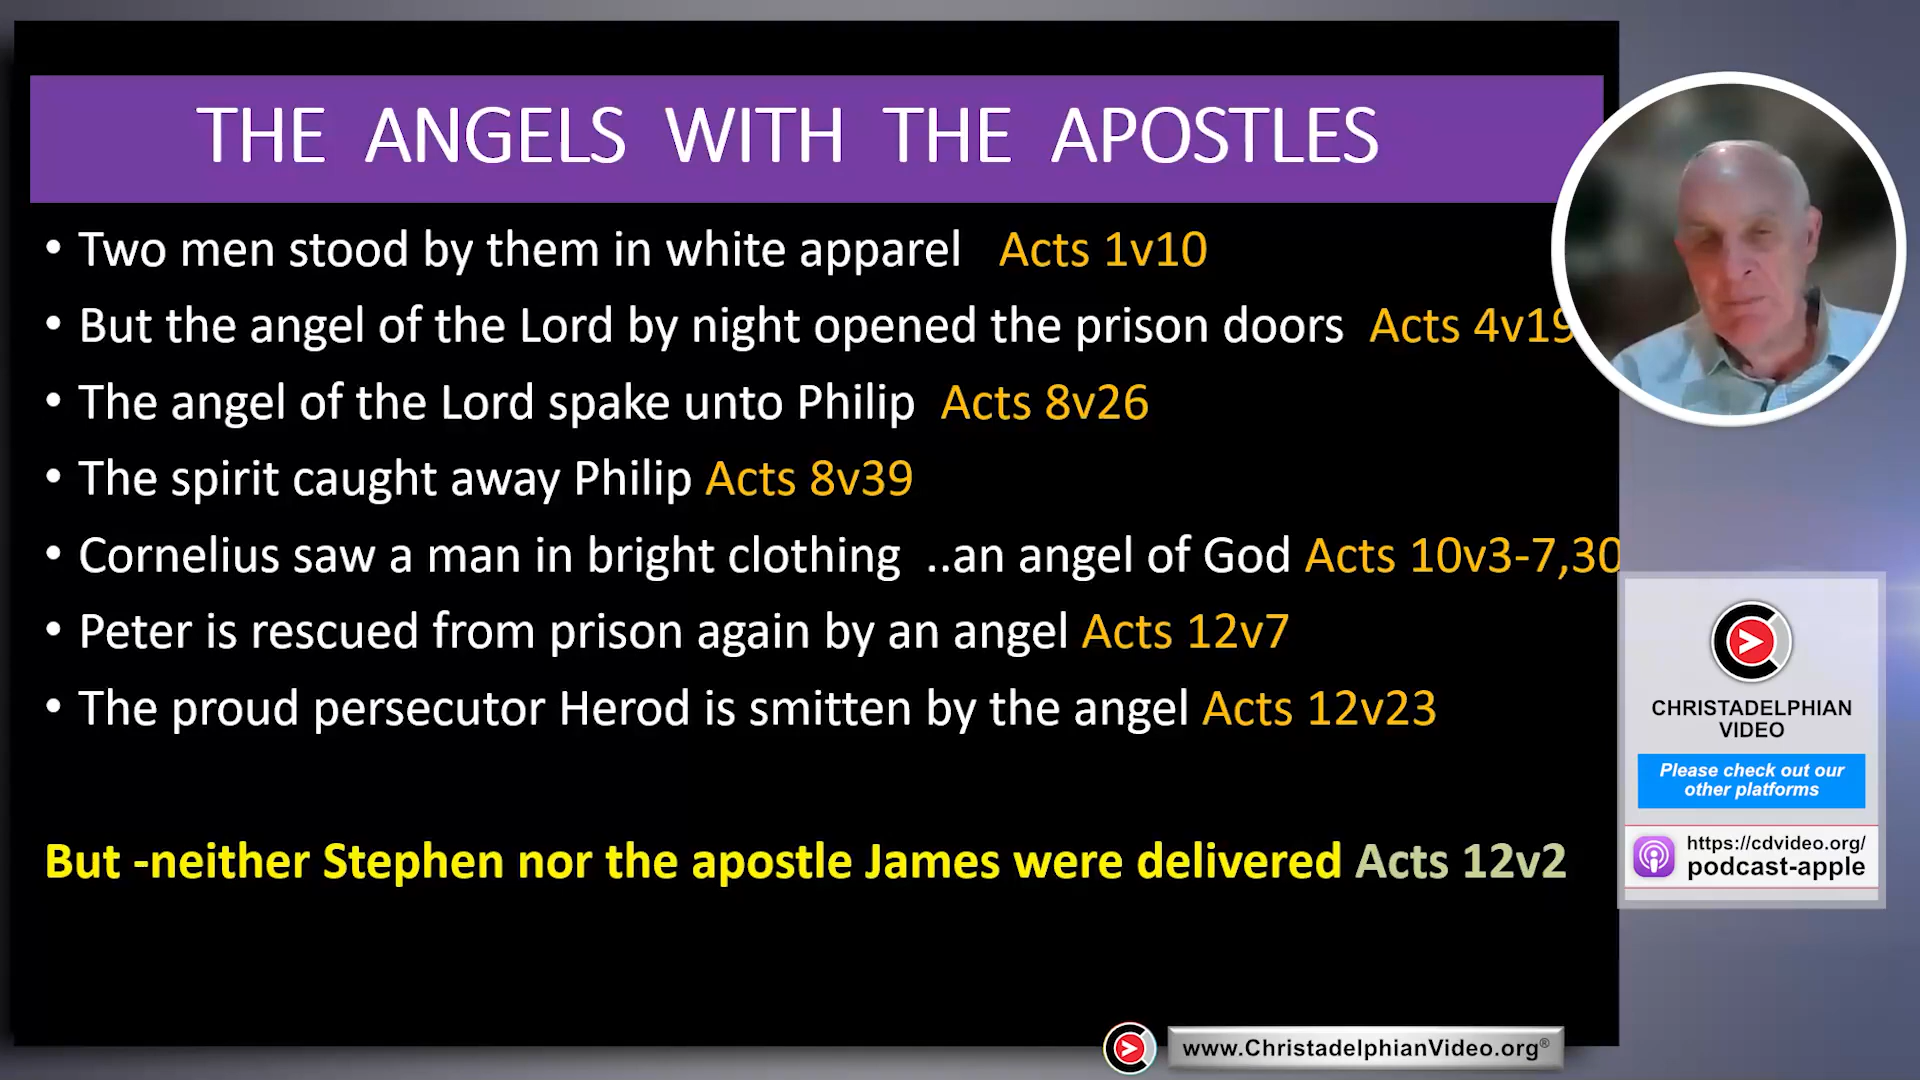 THE ANGELS WITH THE APOSTLES
• Two men stood by them in white apparel Acts 1v10
• But the angel of the Lord by night opened the prison doors Acts 4v19
• The angel of the Lord spake unto Philip Acts 8v26
• The spirit caught away Philip Acts 8v39
• Cornelius saw a man in bright clothing ..an angel of God Acts 10v3-7,30
• Peter is rescued from prison again by an angel Acts 12v7
• The proud persecutor Herod is smitten by the angel Acts 12v23
But -neither Stephen nor the apostle James were delivered Acts 12v2
CHRISTADELPHIAN
VIDEO
Please check out our
other platforms
https://cdvideo.org/
podcast-apple
www.ChristadelphianVideo.org®